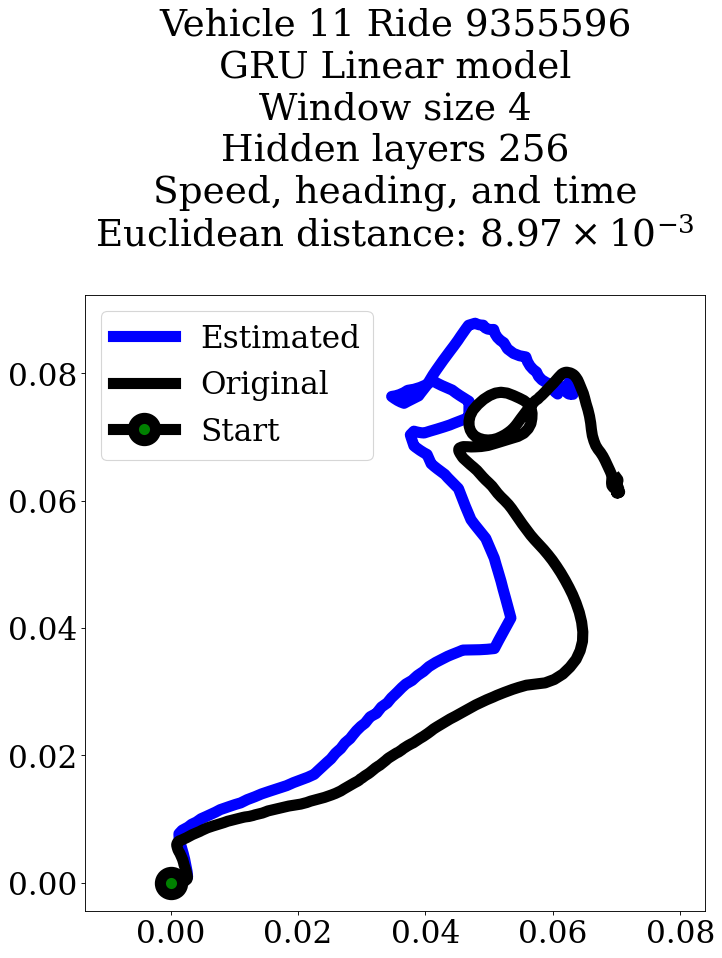 Vehicle 11 Ride 9355596
GRU Linear model
Window size 4
Hidden layers 256
Speed, heading, and time
Euclidean distance: 8.97 × 10⁻³
Estimated
Original
Start
0.08
0.06
0.04
0.02
0.00
0.00 0.02 0.04 0.06 0.08